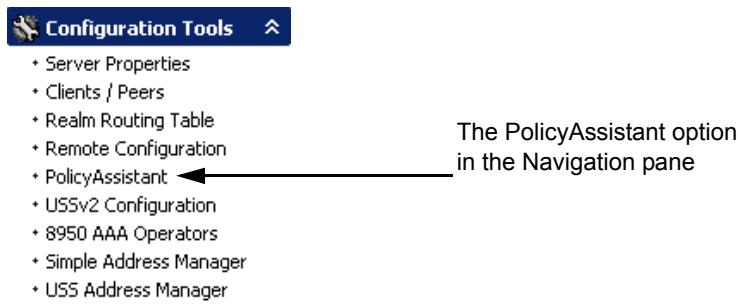 Configuration Tools
Server Properties
Clients / Peers
Realm Routing Table
Remote Configuration
PolicyAssistant
USSv2 Configuration
8950 AAA Operators
Simple Address Manager
USS Address Manager
The PolicyAssistant option
in the Navigation pane